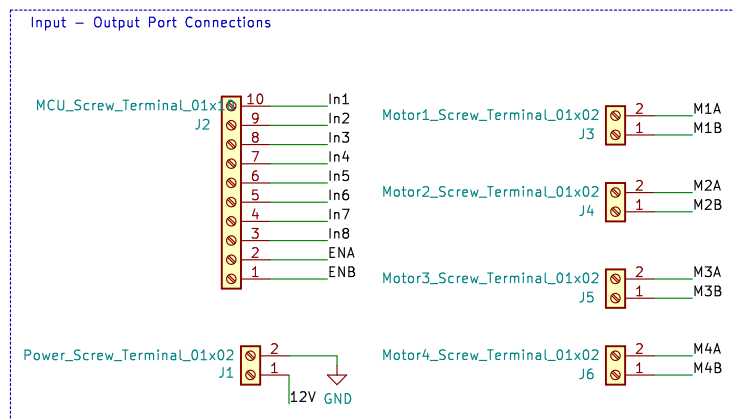 Input - Output Port Connections
MCU_Screw_Terminal_01x10
J2
10 In1
9 In2
8 In3
7 In4
6 In5
5 In6
4 In7
3 In8
2 ENA
1 ENB
Motor1_Screw_Terminal_01x02
J3
2 M1A
1 M1B
Motor2_Screw_Terminal_01x02
J4
2 M2A
1 M2B
Motor3_Screw_Terminal_01x02
J5
2 M3A
1 M3B
Power_Screw_Terminal_01x02
J1
2
1
12V
GND
Motor4_Screw_Terminal_01x02
J6
2 M4A
1 M4B